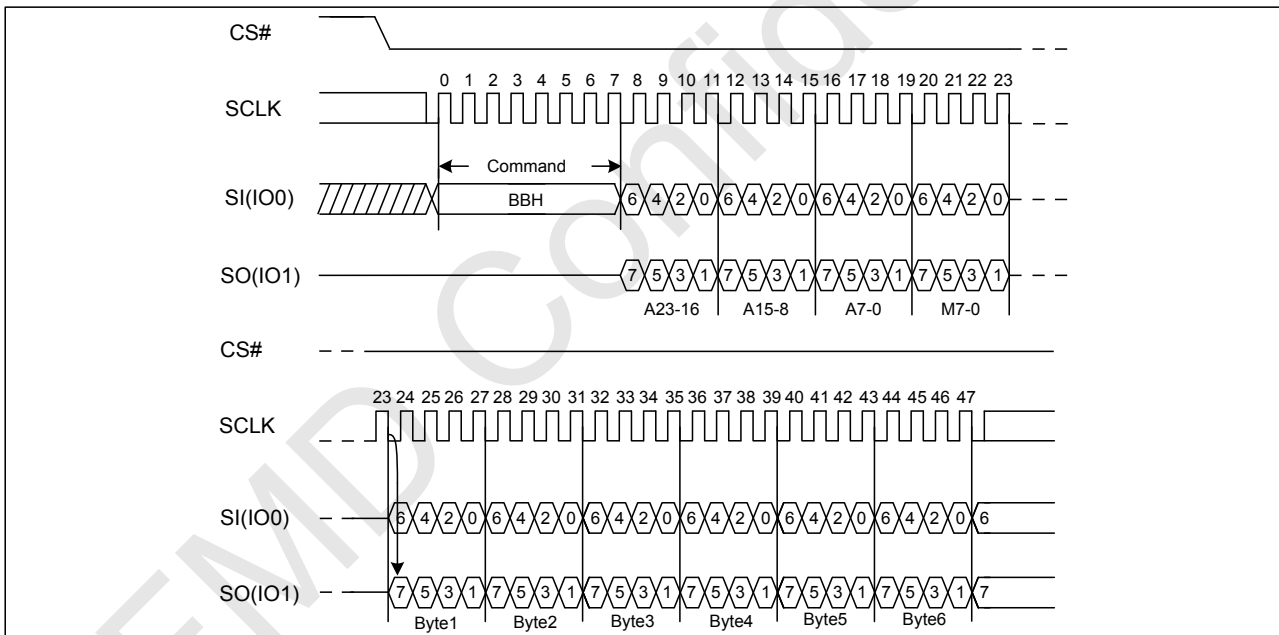 CS#
0 1 2 3 4 5 6 7 8 9 10 11 12 13 14 15 16 17 18 19 20 21 22 23
SCLK
Command
SI(IO0) BBH 6 4 2 0 6 4 2 0 6 4 2 0 6 4 2 0
SO(IO1) 7 5 3 1 7 5 3 1 7 5 3 1 7 5 3 1
A23-16 A15-8 A7-0 M7-0
CS#
23 24 25 26 27 28 29 30 31 32 33 34 35 36 37 38 39 40 41 42 43 44 45 46 47
SCLK
SI(IO0) 6 4 2 0 6 4 2 0 6 4 2 0 6 4 2 0 6 4 2 0 6 4 2 0 6
SO(IO1) 7 5 3 1 7 5 3 1 7 5 3 1 7 5 3 1 7 5 3 1 7 5 3 1 7
Byte1 Byte2 Byte3 Byte4 Byte5 Byte6